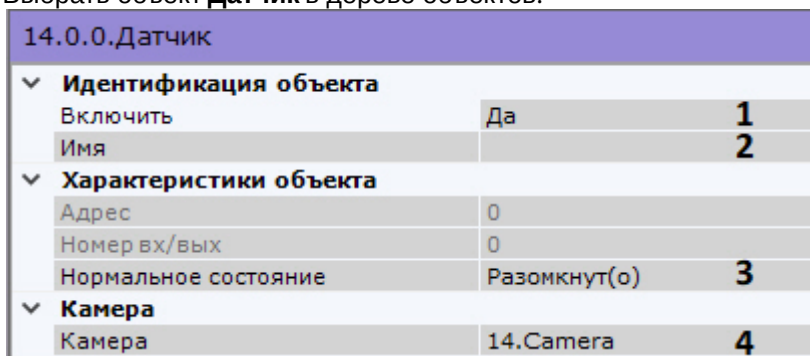 Выбрать объект Датчик в дереве объектов.
14.0.0.Датчик
Идентификация объекта
Включить Да 1
Имя 2
Характеристики объекта
Адрес 0
Номер вх/вых 0
Нормальное состояние Разомкнут(о) 3
Камера
Камера 14.Camera 4